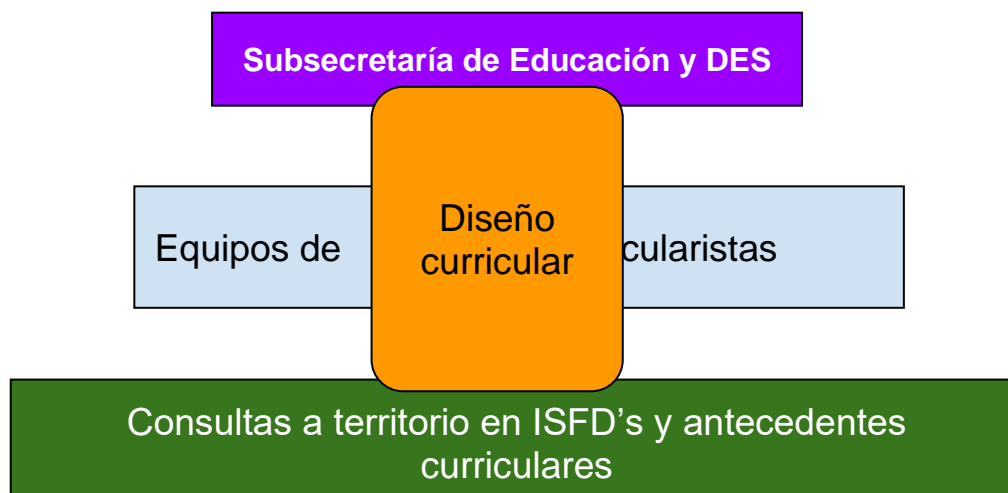 Subsecretaría de Educación y DES
Diseño
curricular
Equipos de cularistas
Consultas a territorio en ISFD’s y antecedentes
curriculares